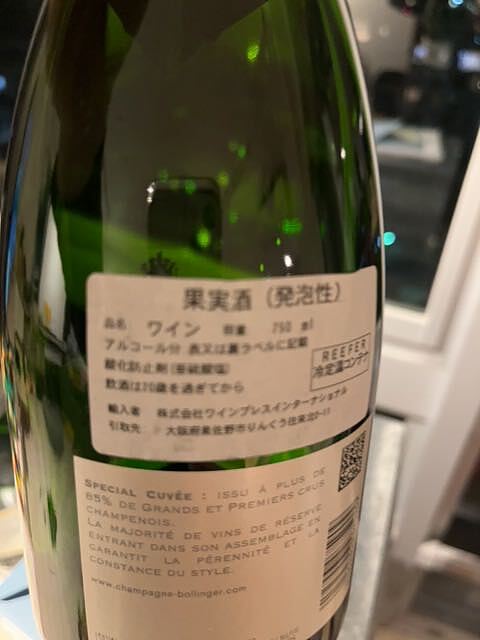 果実酒（発泡性）
品名 ワイン 容量 750 ml
アルコール分 表又は裏ラベルに記載
酸化防止剤(亜硫酸塩)
飲酒は20歳を過ぎてから
REEFER
冷定温コンテナ
輸入者 株式会社ワインプレスインターナショナル
引取先 大阪府泉佐野市りんくう往来北2-11
SPECIAL CUVÉE : ISSU À PLUS DE
85% DE GRANDS ET PREMIERS CRUS
CHAMPENOIS.
LA MAJORITÉ DE VINS DE RÉSERVE
ENTRANT DANS SON ASSEMBLAGE EN
GARANTIT LA PÉRENNITÉ ET LA
CONSTANCE DU STYLE.
www.champagne-bollinger.com